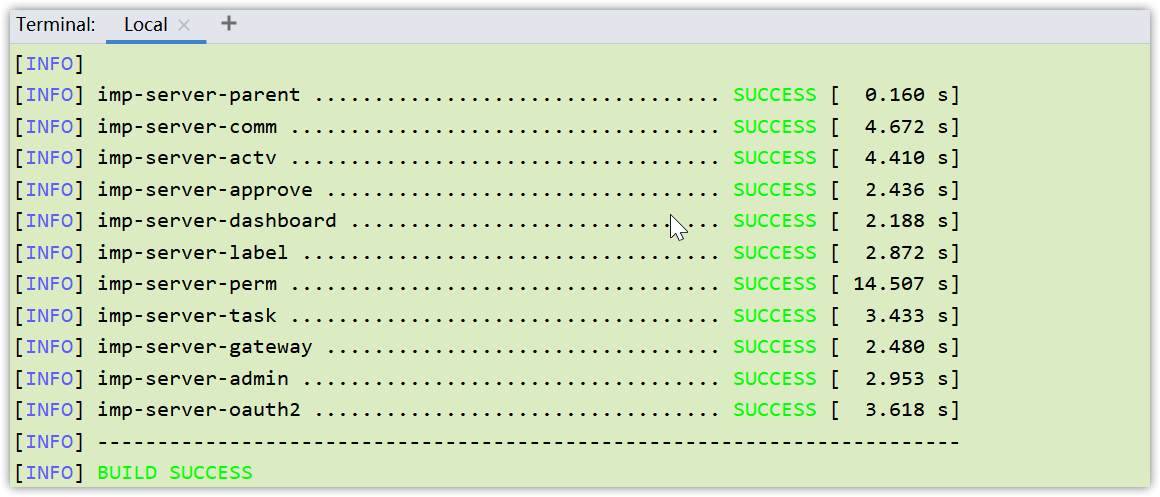 Terminal: Local × +
[INFO]
[INFO] imp-server-parent .................................. SUCCESS [  0.160 s]
[INFO] imp-server-comm .................................... SUCCESS [  4.672 s]
[INFO] imp-server-actv .................................... SUCCESS [  4.410 s]
[INFO] imp-server-approve ................................. SUCCESS [  2.436 s]
[INFO] imp-server-dashboard ............................... SUCCESS [  2.188 s]
[INFO] imp-server-label ................................... SUCCESS [  2.872 s]
[INFO] imp-server-perm .................................... SUCCESS [ 14.507 s]
[INFO] imp-server-task .................................... SUCCESS [  3.433 s]
[INFO] imp-server-gateway ................................. SUCCESS [  2.480 s]
[INFO] imp-server-admin ................................... SUCCESS [  2.953 s]
[INFO] imp-server-oauth2 .................................. SUCCESS [  3.618 s]
[INFO] ------------------------------------------------------------------------
[INFO] BUILD SUCCESS